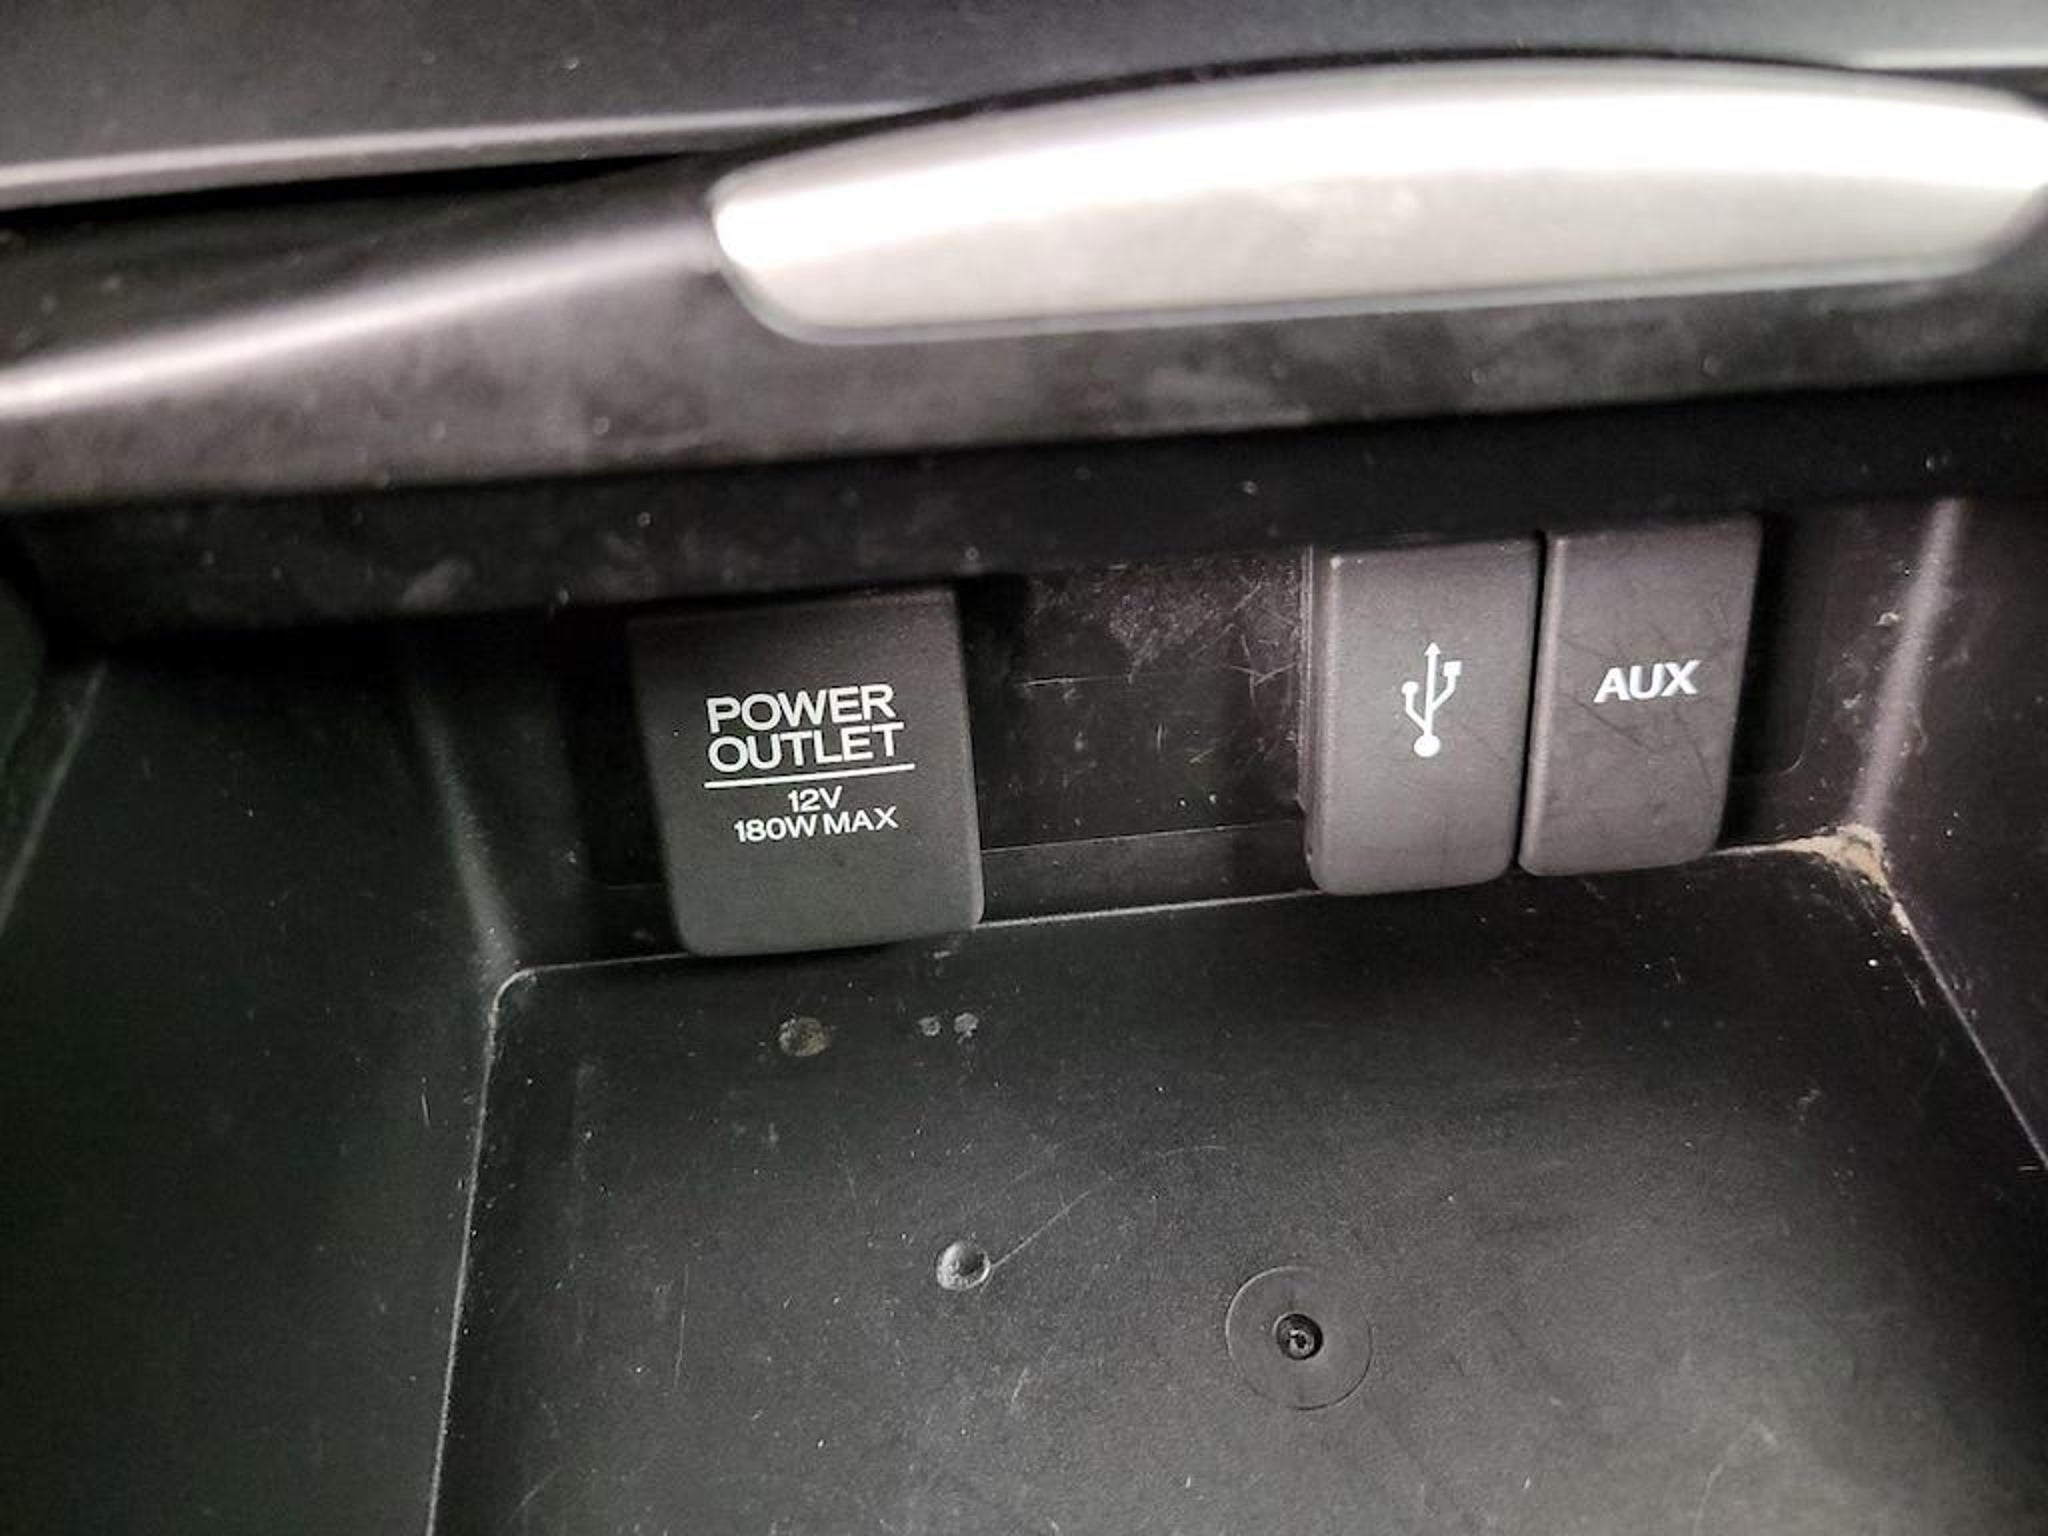 POWER
OUTLET
12V
180W MAX
AUX